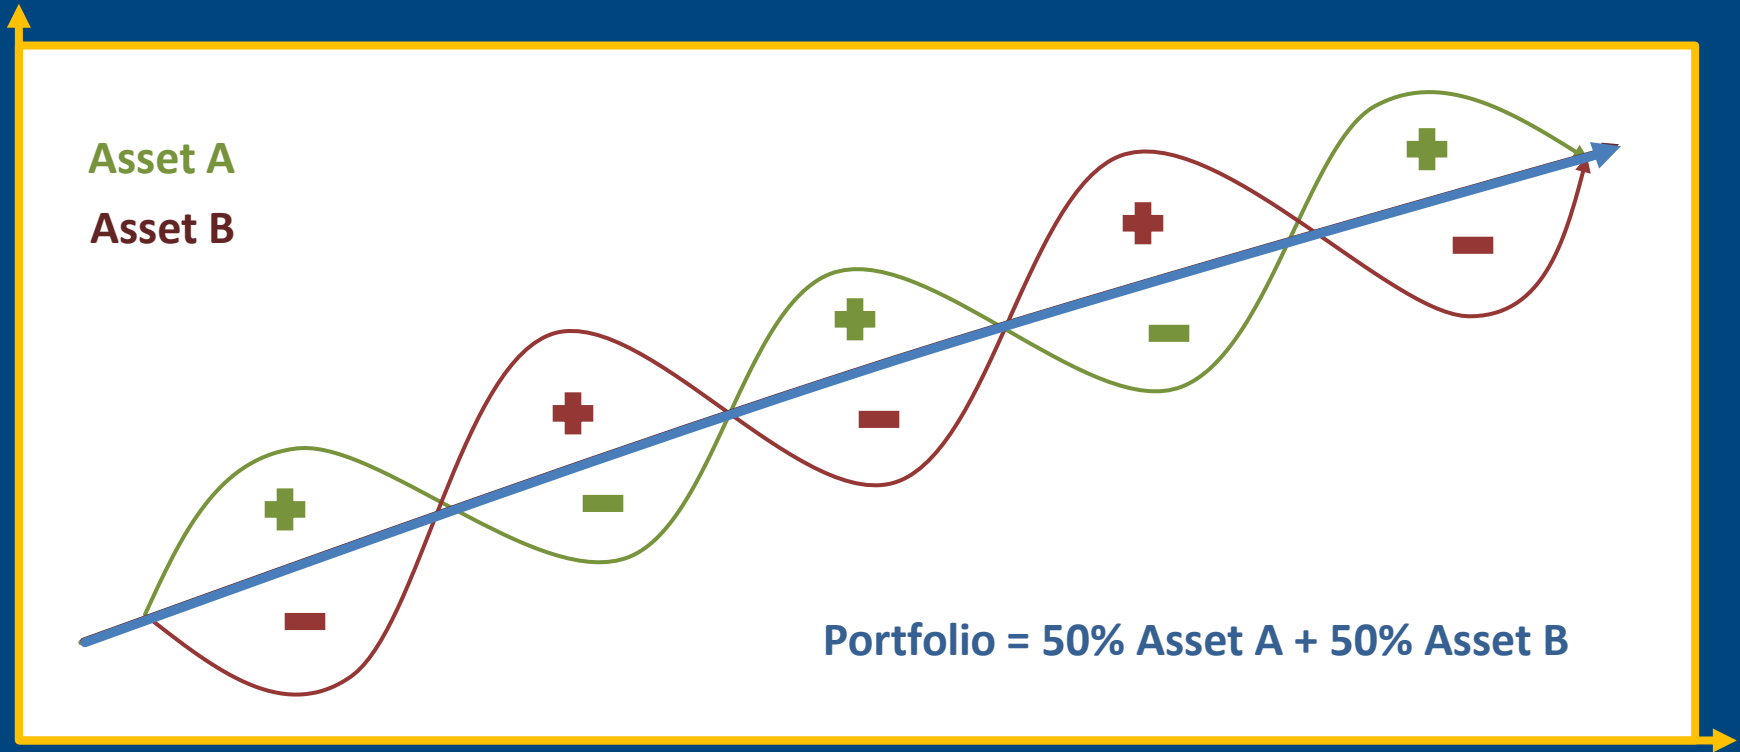 Asset A
Asset B
Portfolio = 50% Asset A + 50% Asset B